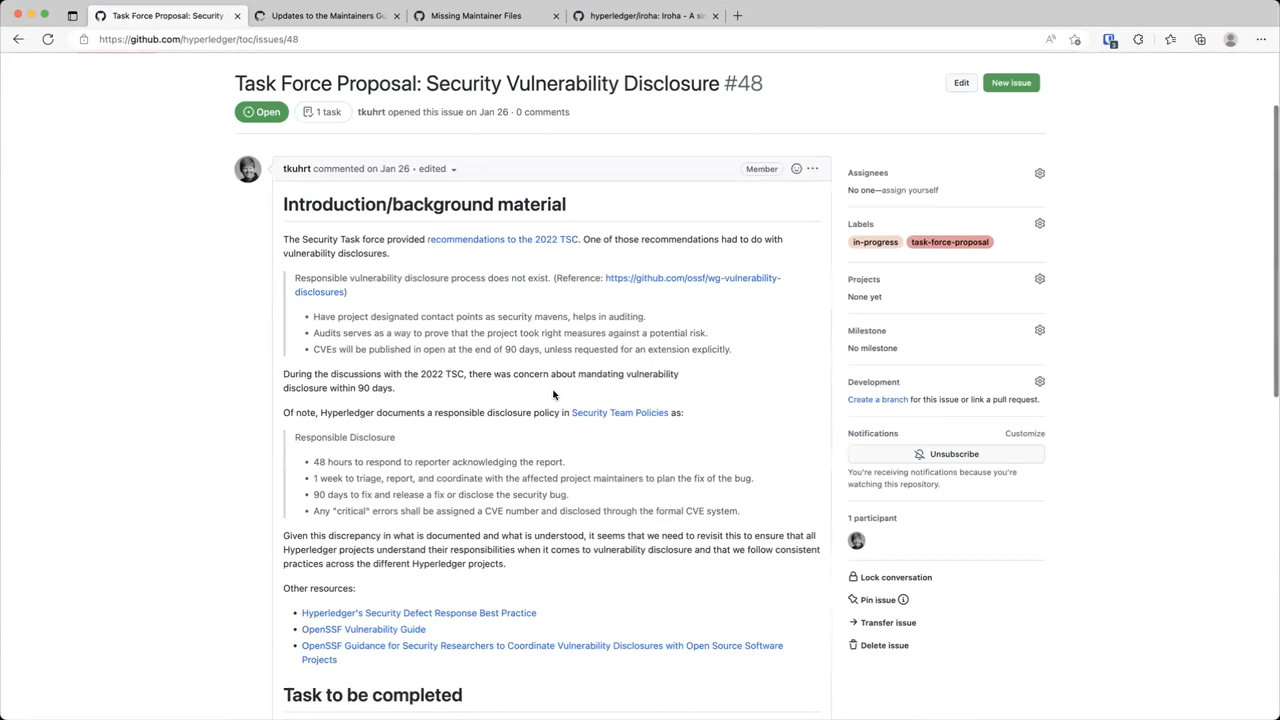 Task Force Proposal: Security
Updates to the Maintainers Gu
Missing Maintainer Files
hyperledger/iroha: Iroha - A si
https://github.com/hyperledger/toc/issues/48
Task Force Proposal: Security Vulnerability Disclosure #48
Edit
New issue
Open
1 task
tkuhrt opened this issue on Jan 26 · 0 comments
tkuhrt commented on Jan 26 • edited
Member
Introduction/background material
The Security Task force provided recommendations to the 2022 TSC. One of those recommendations had to do with
vulnerability disclosures.
Responsible vulnerability disclosure process does not exist. (Reference: https://github.com/ossf/wg-vulnerability-
disclosures)
• Have project designated contact points as security mavens, helps in auditing.
• Audits serves as a way to prove that the project took right measures against a potential risk.
• CVEs will be published in open at the end of 90 days, unless requested for an extension explicitly.
During the discussions with the 2022 TSC, there was concern about mandating vulnerability
disclosure within 90 days.
Of note, Hyperledger documents a responsible disclosure policy in Security Team Policies as:
Responsible Disclosure
• 48 hours to respond to reporter acknowledging the report.
• 1 week to triage, report, and coordinate with the affected project maintainers to plan the fix of the bug.
• 90 days to fix and release a fix or disclose the security bug.
• Any "critical" errors shall be assigned a CVE number and disclosed through the formal CVE system.
Given this discrepancy in what is documented and what is understood, it seems that we need to revisit this to ensure that all
Hyperledger projects understand their responsibilities when it comes to vulnerability disclosure and that we follow consistent
practices across the different Hyperledger projects.
Other resources:
• Hyperledger's Security Defect Response Best Practice
• OpenSSF Vulnerability Guide
• OpenSSF Guidance for Security Researchers to Coordinate Vulnerability Disclosures with Open Source Software
Projects
Task to be completed
Assignees
No one—assign yourself
Labels
in-progress
task-force-proposal
Projects
None yet
Milestone
No milestone
Development
Create a branch for this issue or link a pull request.
Notifications
Customize
Unsubscribe
You're receiving notifications because you're
watching this repository.
1 participant
Lock conversation
Pin issue
Transfer issue
Delete issue